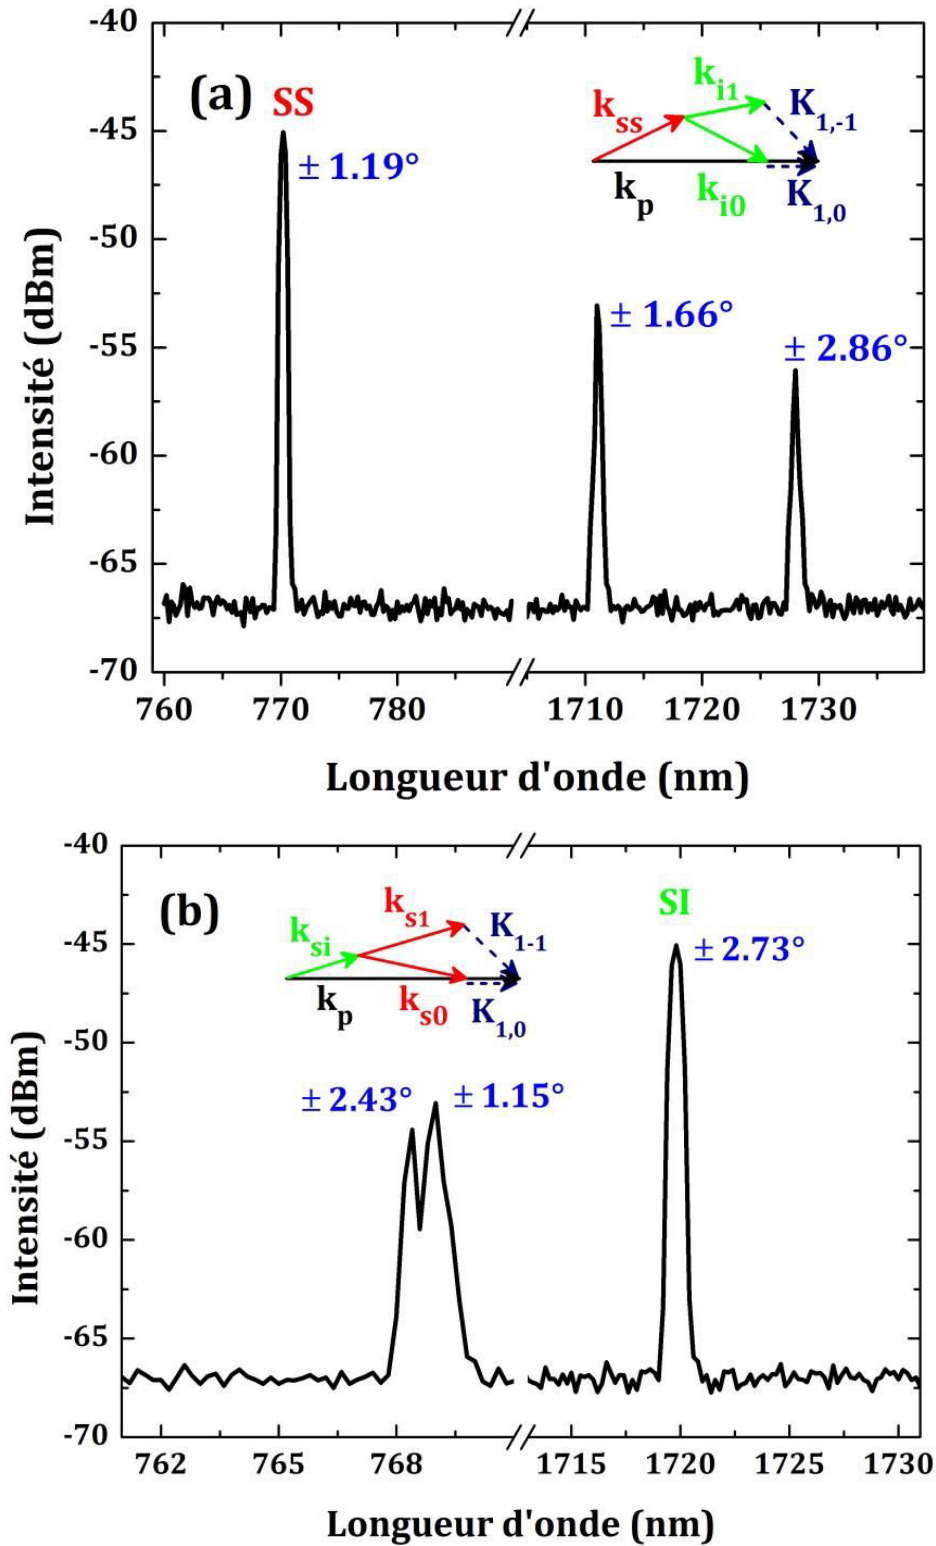 -40
(a)
SS
± 1.19°
k_ss
k_i1
K_1,-1
k_p
k_i0
K_1,0
-45
-50
± 1.66°
± 2.86°
-55
-60
-65
-70
Intensité (dBm)
760 770 780 1710 1720 1730
Longueur d'onde (nm)
-40
(b)
k_si
k_s1
K_1-1
k_p
k_s0
K_1,0
SI
± 2.73°
-45
-50
± 2.43°
± 1.15°
-55
-60
-65
-70
Intensité (dBm)
762 765 768 1715 1720 1725 1730
Longueur d'onde (nm)